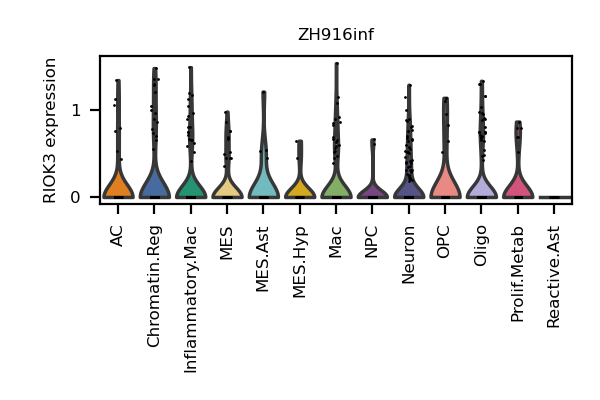 ZH916inf
RIOK3 expression
1
0
AC
Chromatin.Reg
Inflammatory.Mac
MES
MES.Ast
MES.Hyp
Mac
NPC
Neuron
OPC
Oligo
Prolif.Metab
Reactive.Ast